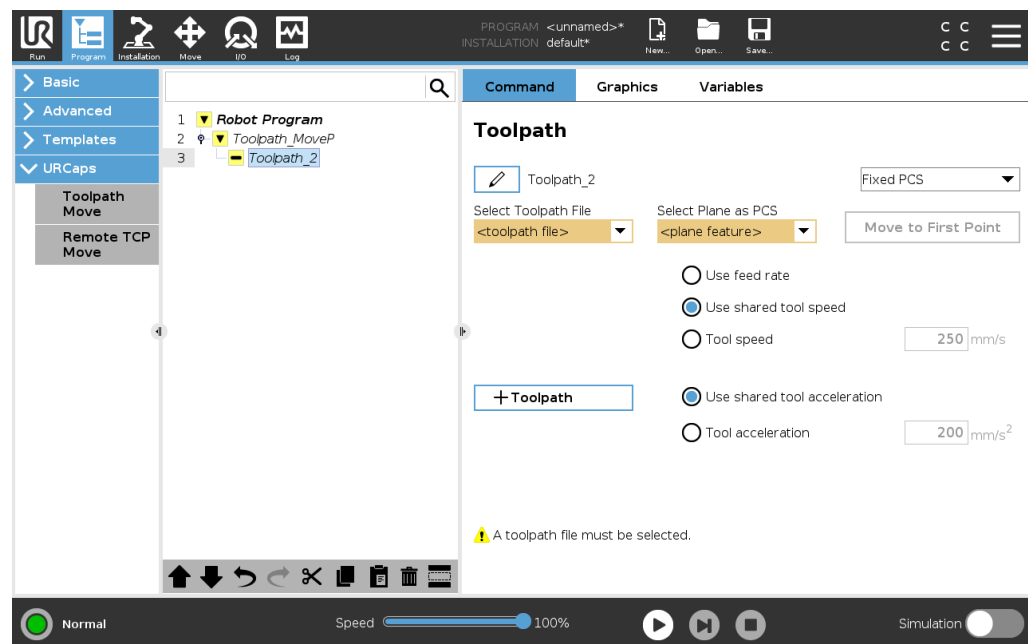 UR
PROGRAM <unnamed>*
INSTALLATION default*
Run Program Installation Move I/O Log New... Open... Save...
C C
C C
Basic
Advanced
Templates
URCaps
Toolpath
Move
Remote TCP
Move
1 Robot Program
2 Toolpath_MoveP
3 Toolpath_2
Command Graphics Variables
Toolpath
Toolpath_2 Fixed PCS
Select Toolpath File Select Plane as PCS
<toolpath file> <plane feature> Move to First Point
Use feed rate
Use shared tool speed
Tool speed 250 mm/s
+Toolpath Use shared tool acceleration
Tool acceleration 200 mm/s²
A toolpath file must be selected.
Normal Speed 100% Simulation